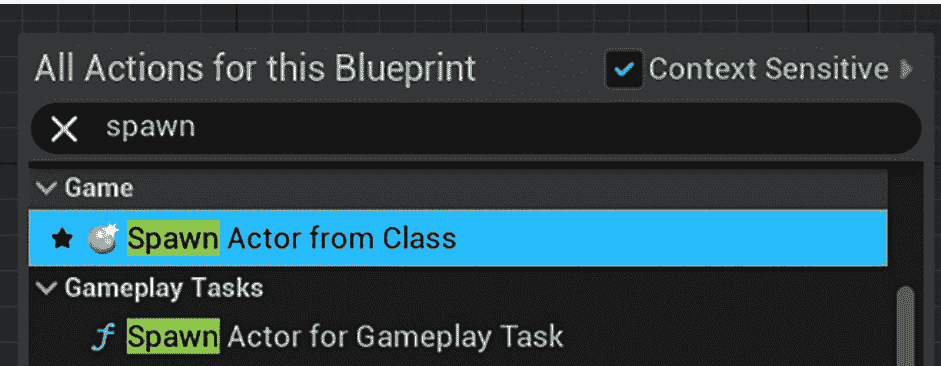 All Actions for this Blueprint Context Sensitive
spawn
Game
Spawn Actor from Class
Gameplay Tasks
Spawn Actor for Gameplay Task